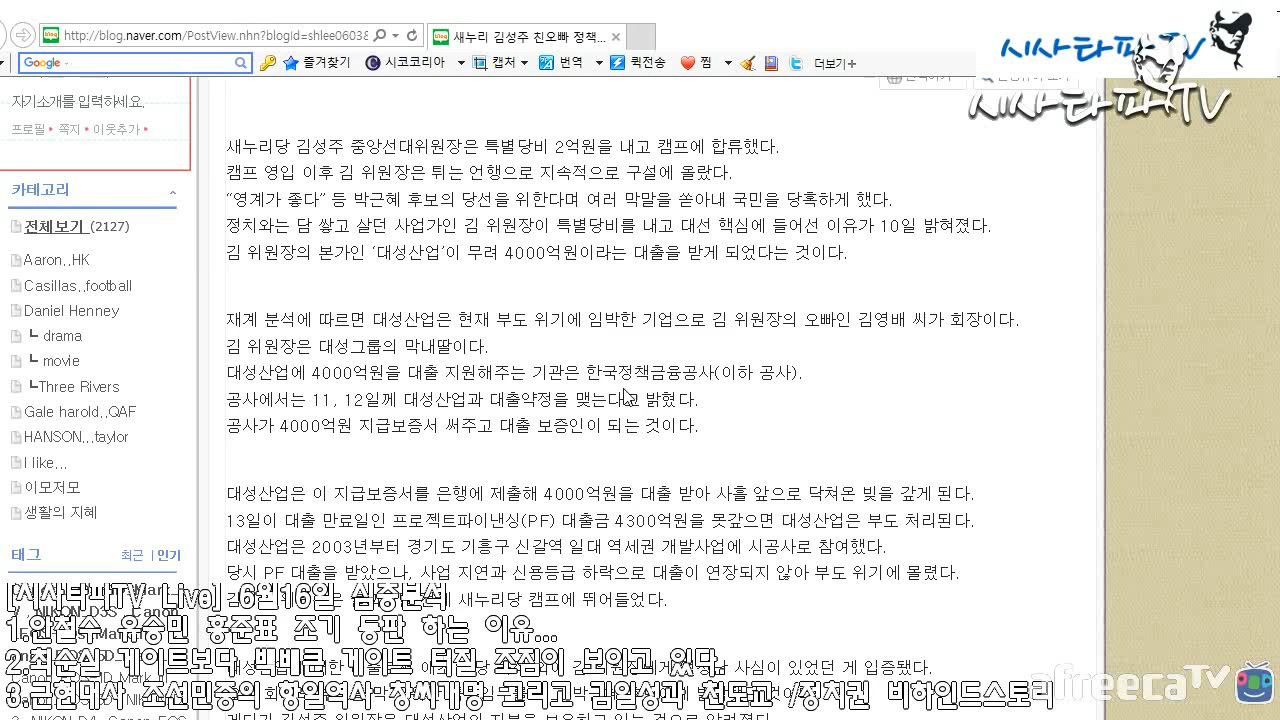 http://blog.naver.com/PostView.nhn?blogId=shlee06038
새누리 김성주 친오빠 정책...
Google
즐겨찾기
시코코리아
캡처
번역
퀵전송
찜
더보기+
시사타파TV
시사타파TV
자기소개를 입력하세요.
프로필 쪽지 이웃추가
카테고리
전체보기 (2127)
Aaron,,HK
Casillas,,football
Daniel Henney
┗ drama
┗ movie
┗Three Rivers
Gale harold,,QAF
HANSON,,,taylor
I like,,,
이모저모
생활의 지혜
태그
최근 | 인기
새누리당 김성주 중앙선대위원장은 특별당비 2억원을 내고 캠프에 합류했다.
캠프 영입 이후 김 위원장은 튀는 언행으로 지속적으로 구설에 올랐다.
“영계가 좋다” 등 박근혜 후보의 당선을 위한다며 여러 막말을 쏟아내 국민을 당혹하게 했다.
정치와는 담 쌓고 살던 사업가인 김 위원장이 특별당비를 내고 대선 핵심에 들어선 이유가 10일 밝혀졌다.
김 위원장의 본가인 ‘대성산업’이 무려 4000억원이라는 대출을 받게 되었다는 것이다.
재계 분석에 따르면 대성산업은 현재 부도 위기에 임박한 기업으로 김 위원장의 오빠인 김영배 씨가 회장이다.
김 위원장은 대성그룹의 막내딸이다.
대성산업에 4000억원을 대출 지원해주는 기관은 한국정책금융공사(이하 공사).
공사에서는 11, 12일께 대성산업과 대출약정을 맺는다고 밝혔다.
공사가 4000억원 지급보증서 써주고 대출 보증인이 되는 것이다.
대성산업은 이 지급보증서를 은행에 제출해 4000억원을 대출 받아 사흘 앞으로 닥쳐온 빚을 갚게 된다.
13일이 대출 만료일인 프로젝트파이낸싱(PF) 대출금 4300억원을 못갚으면 대성산업은 부도 처리된다.
대성산업은 2003년부터 경기도 기흥구 신갈역 일대 역세권 개발사업에 시공사로 참여했다.
당시 PF 대출을 받았으나, 사업 지연과 신용등급 하락으로 대출이 연장되지 않아 부도 위기에 몰렸다.
새누리당 캠프에 뛰어들었다.
사심이 있었던 게 입증됐다.
[시사타파TV Live] 6월16일 심층분석
1.안철수 유승민 홍준표 조기 등판 하는 이유...
2.최순실 게이트보다 백배큰 게이트 터질 조짐이 보이고 있다.
3.근현대사 조선민중의 항일역사 창씨개명 그리고 김일성과 천도교 /정치권 비하인드스토리
afreecaTV